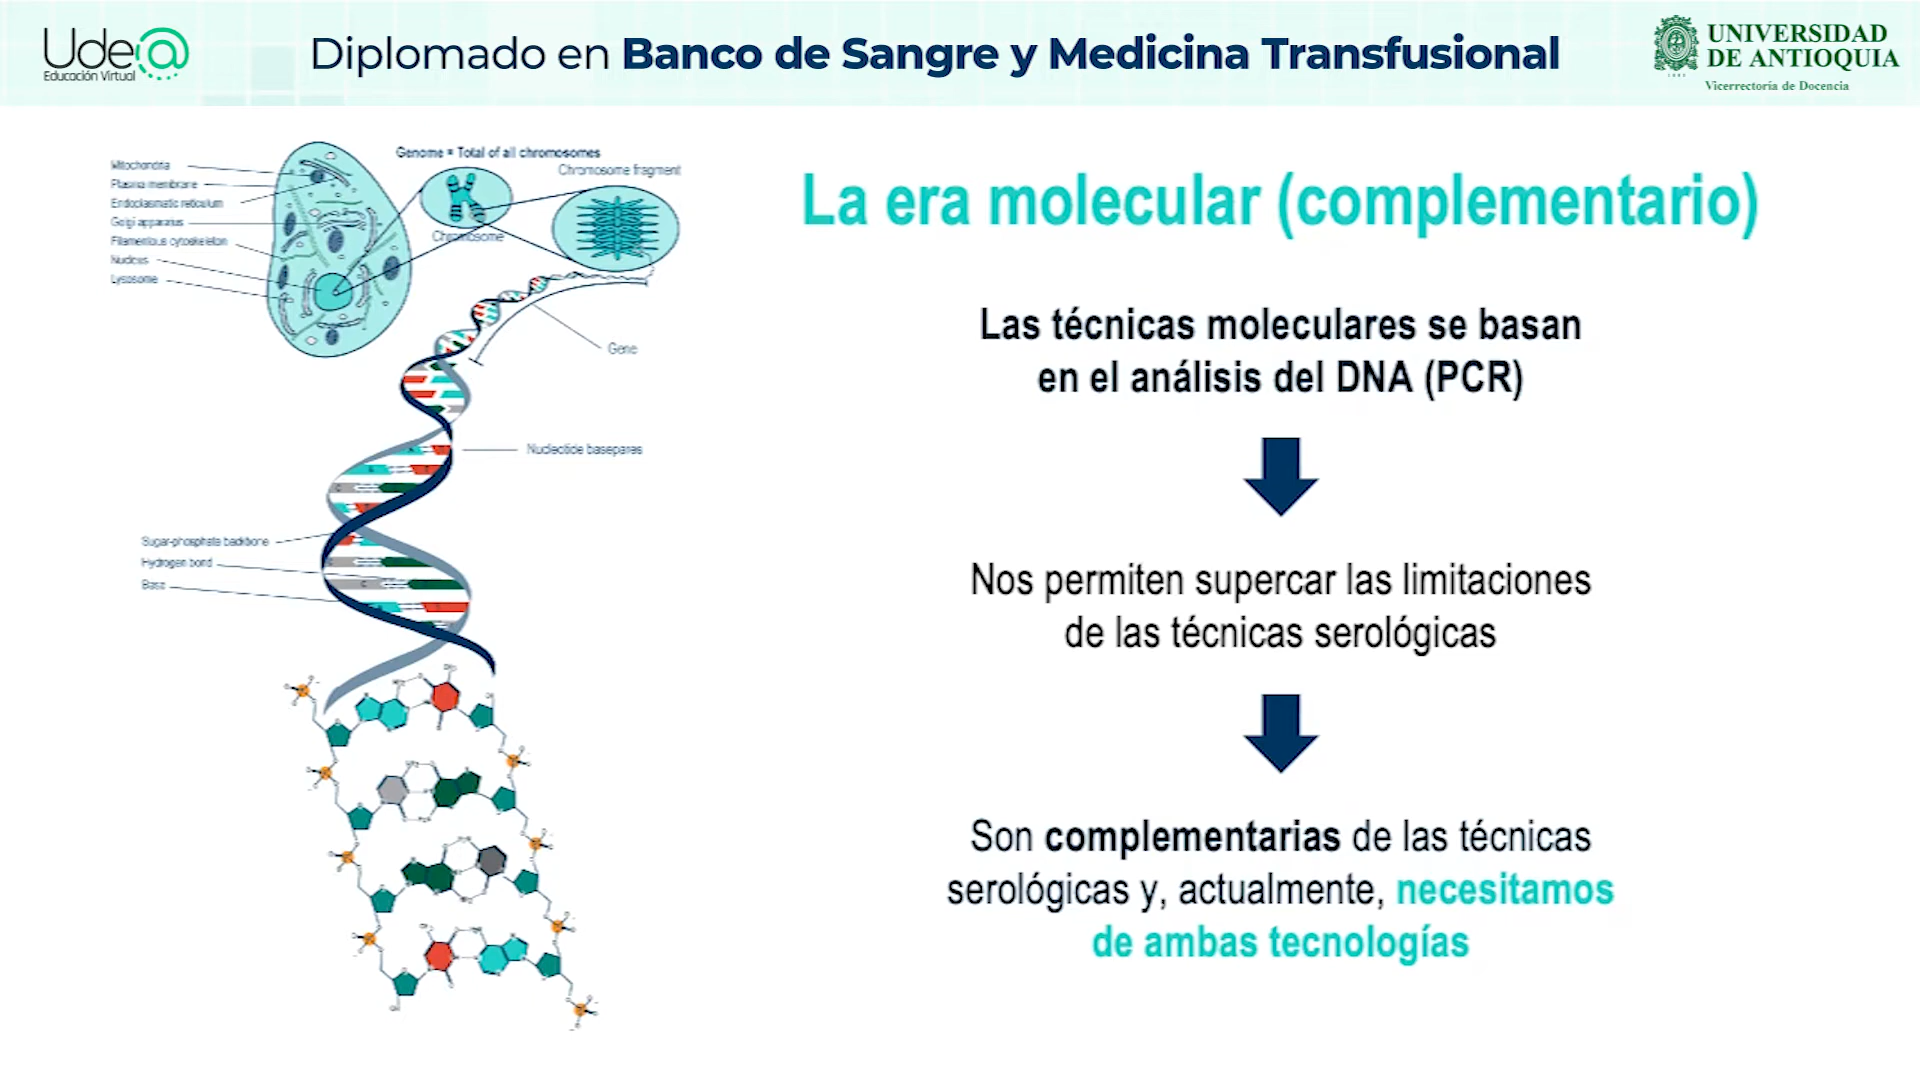 Ude@
Educación Virtual
Diplomado en Banco de Sangre y Medicina Transfusional
UNIVERSIDAD
DE ANTIOQUIA
1803
Vicerrectoría de Docencia
Genome = Total of all chromosomes
Chromosome fragment
Mitochondria
Plasma membrane
Endoplasmatic reticulum
Golgi apparatus
Filamentous cytoskeleton
Nucleus
Lysosome
Chromosome
Gene
Nucleotide basepares
Sugar-phosphate backbone
Hydrogen bond
Base
La era molecular (complementario)
Las técnicas moleculares se basan
en el análisis del DNA (PCR)
Nos permiten supercar las limitaciones
de las técnicas serológicas
Son complementarias de las técnicas
serológicas y, actualmente, necesitamos
de ambas tecnologías